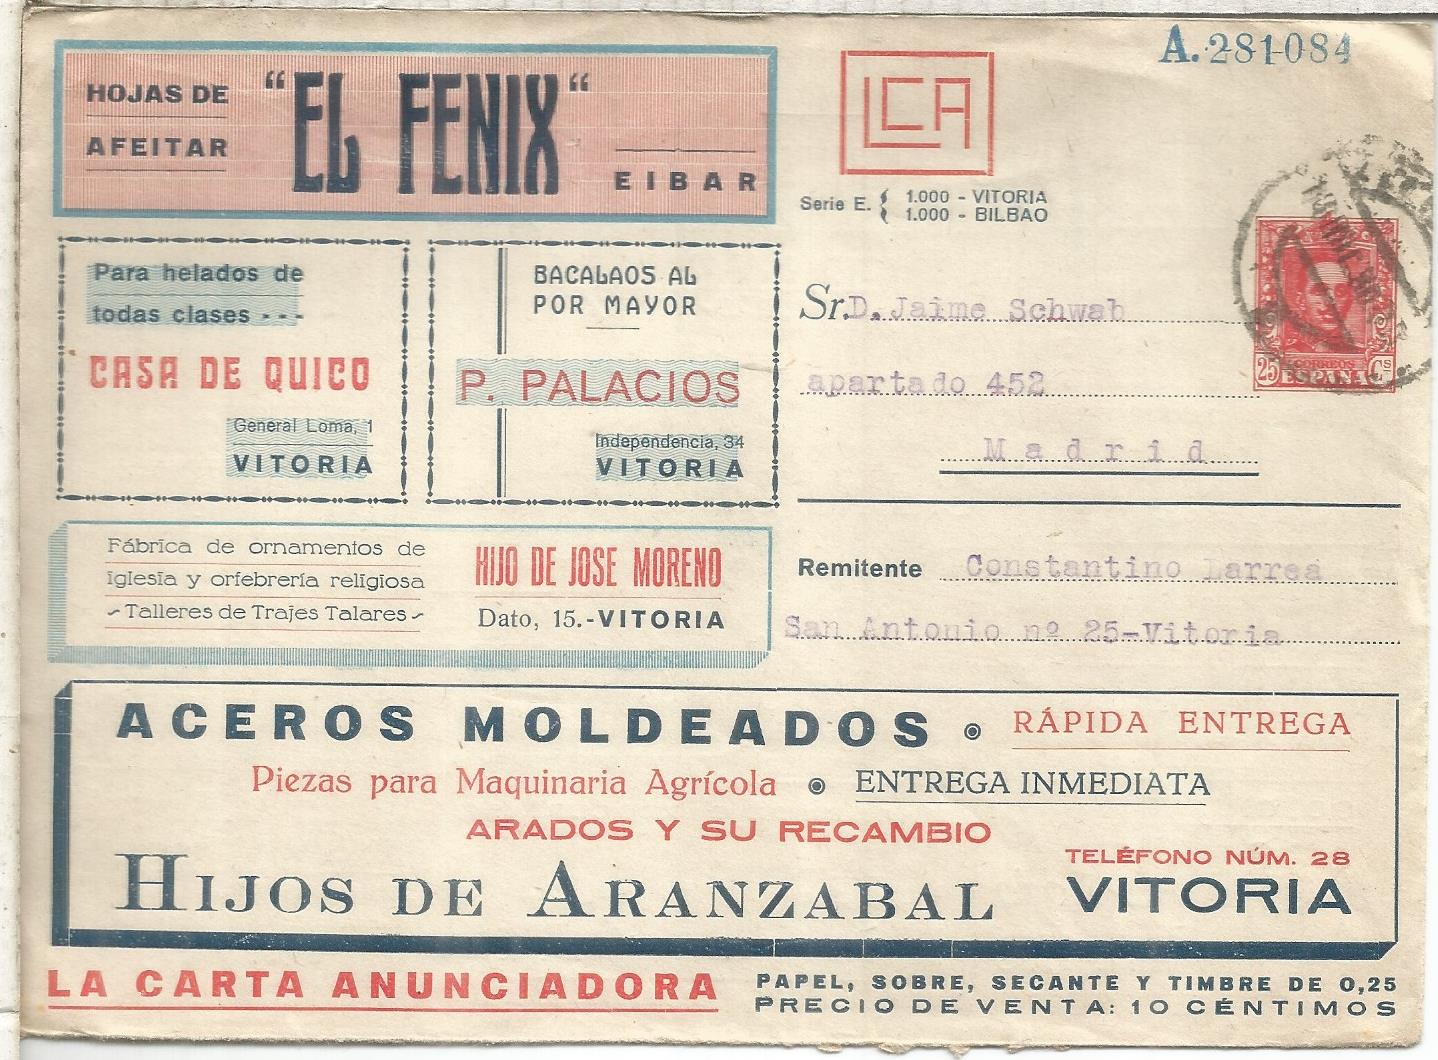 A. 281084
HOJAS DE
AFEITAR
"EL FENIX"
EIBAR
LCA
Serie E. { 1.000 - VITORIA
1.000 - BILBAO
Para helados de
todas clases - - -
CASA DE QUICO
General Loma, 1
VITORIA
BACALAOS AL
POR MAYOR
P. PALACIOS
Independencia, 34
VITORIA
Sr. D. Jaime Schwab
apartado 452
Madrid
25 CORREOS Cs
ESPAÑA
Fábrica de ornamentos de
iglesia y orfebrería religiosa
~ Talleres de Trajes Talares ~
HIJO DE JOSE MORENO
Dato, 15.-VITORIA
Remitente Constantino Larrea
San Antonio nº 25-Vitoria
ACEROS MOLDEADOS • RÁPIDA ENTREGA
Piezas para Maquinaria Agrícola • ENTREGA INMEDIATA
ARADOS Y SU RECAMBIO
HIJOS DE ARANZABAL
TELÉFONO NÚM. 28
VITORIA
LA CARTA ANUNCIADORA
PAPEL, SOBRE, SECANTE Y TIMBRE DE 0,25
PRECIO DE VENTA: 10 CÉNTIMOS